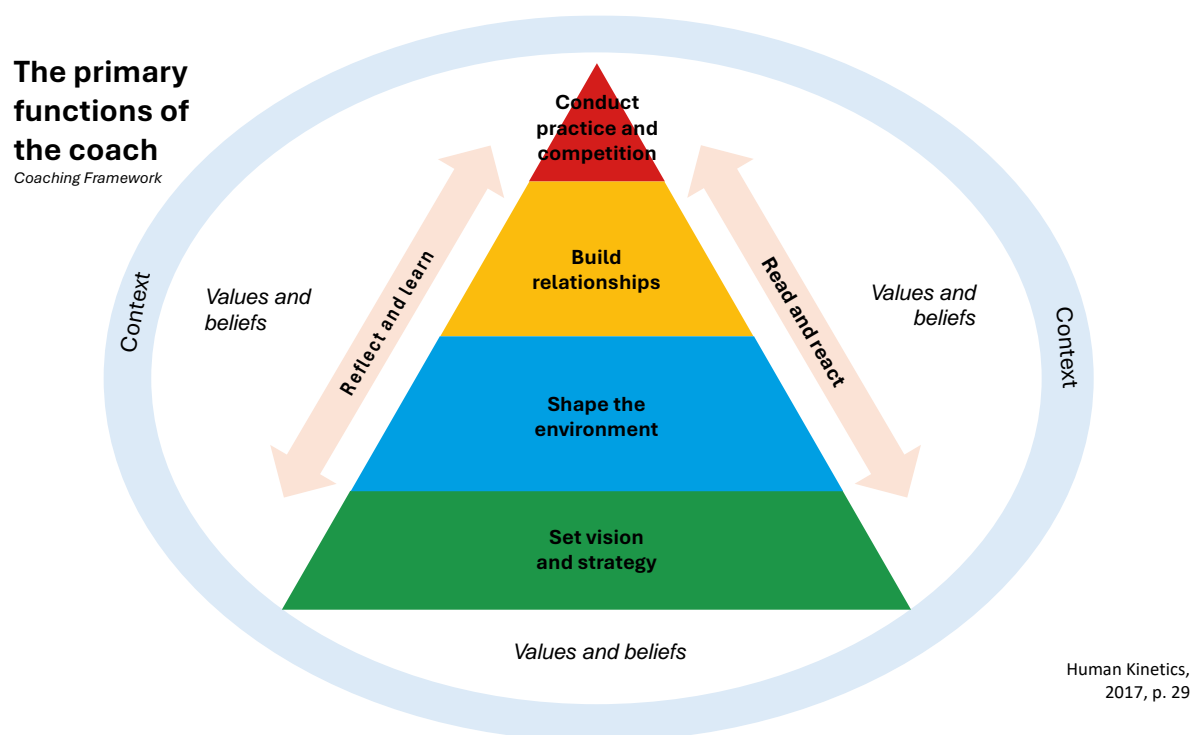 The primary
functions of
the coach
Coaching Framework
Conduct
practice and
competition
Build
relationships
Shape the
environment
Set vision
and strategy
Reflect and learn
Read and react
Values and
beliefs
Values and
beliefs
Values and beliefs
Context
Context
Human Kinetics,
2017, p. 29